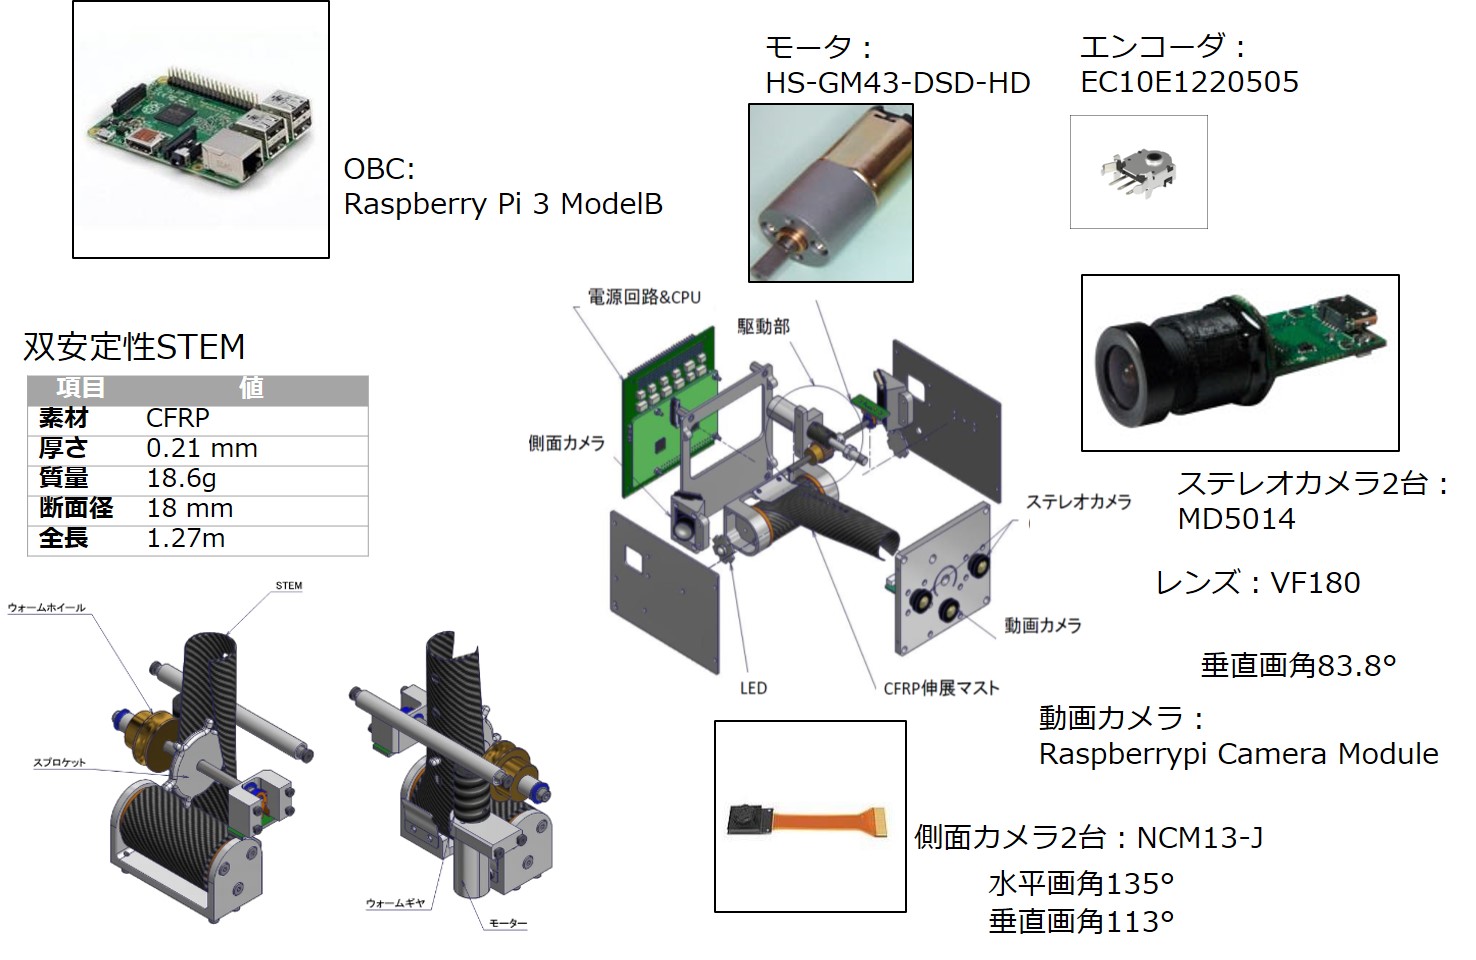 モータ：
HS-GM43-DSD-HD
エンコーダ：
EC10E1220505
OBC:
Raspberry Pi 3 ModelB
電源回路&CPU
駆動部
双安定性STEM
項目 値
素材 CFRP
厚さ 0.21 mm
質量 18.6g
断面径 18 mm
全長 1.27m
側面カメラ
ステレオカメラ
ステレオカメラ2台：
MD5014
レンズ：VF180
動画カメラ
垂直画角83.8°
LED
CFRP伸展マスト
STEM
ウォームホイール
スプロケット
ウォームギヤ
モーター
動画カメラ：
Raspberrypi Camera Module
側面カメラ2台：NCM13-J
水平画角135°
垂直画角113°